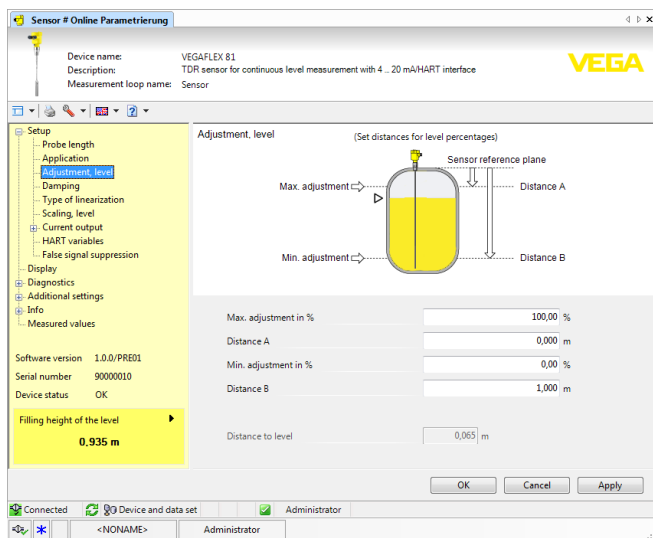 Sensor # Online Parametrierung
Device name: VEGAFLEX 81
Description: TDR sensor for continuous level measurement with 4 .. 20 mA/HART interface
Measurement loop name: Sensor
VEGA
Setup
Probe length
Application
Adjustment, level
Damping
Type of linearization
Scaling, level
Current output
HART variables
False signal suppression
Display
Diagnostics
Additional settings
Info
Measured values
Software version 1.0.0/PRE01
Serial number 90000010
Device status OK
Filling height of the level
0,935 m
Adjustment, level (Set distances for level percentages)
Sensor reference plane
Max. adjustment Distance A
Min. adjustment Distance B
Max. adjustment in % 100,00 %
Distance A 0,000 m
Min. adjustment in % 0,00 %
Distance B 1,000 m
Distance to level 0,065 m
OK Cancel Apply
Connected Device and data set Administrator
<NONAME> Administrator